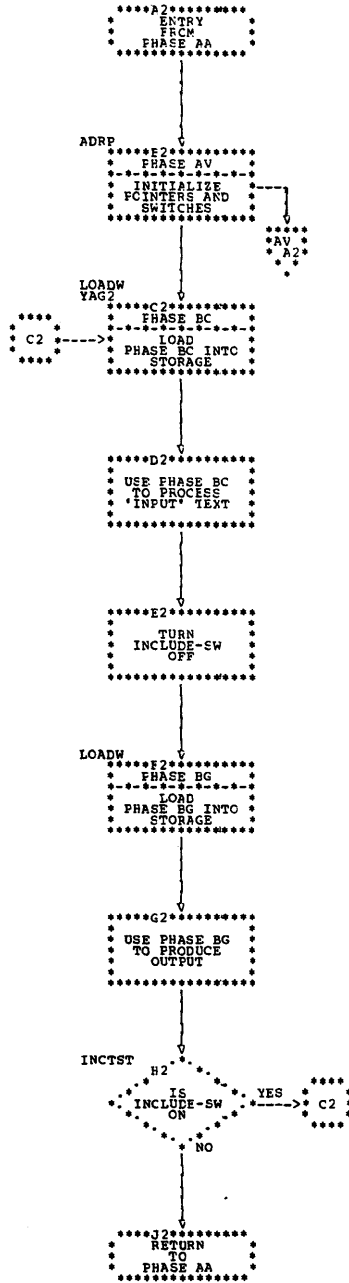 A2
ENTRY
FROM
PHASE AA
ADRP
B2
PHASE AV
INITIALIZE
POINTERS AND
SWITCHES
AV
A2
LOADW
YAG2
C2
PHASE BC
C2
LOAD
PHASE BC INTO
STORAGE
D2
USE PHASE BC
TO PROCESS
'INPUT' TEXT
E2
TURN
INCLUDE-SW
OFF
LOADW
F2
PHASE BG
LOAD
PHASE BG INTO
STORAGE
G2
USE PHASE BG
TO PRODUCE
OUTPUT
INCTST
H2
IS
INCLUDE-SW
ON
YES
C2
NO
J2
RETURN
TO
PHASE AA